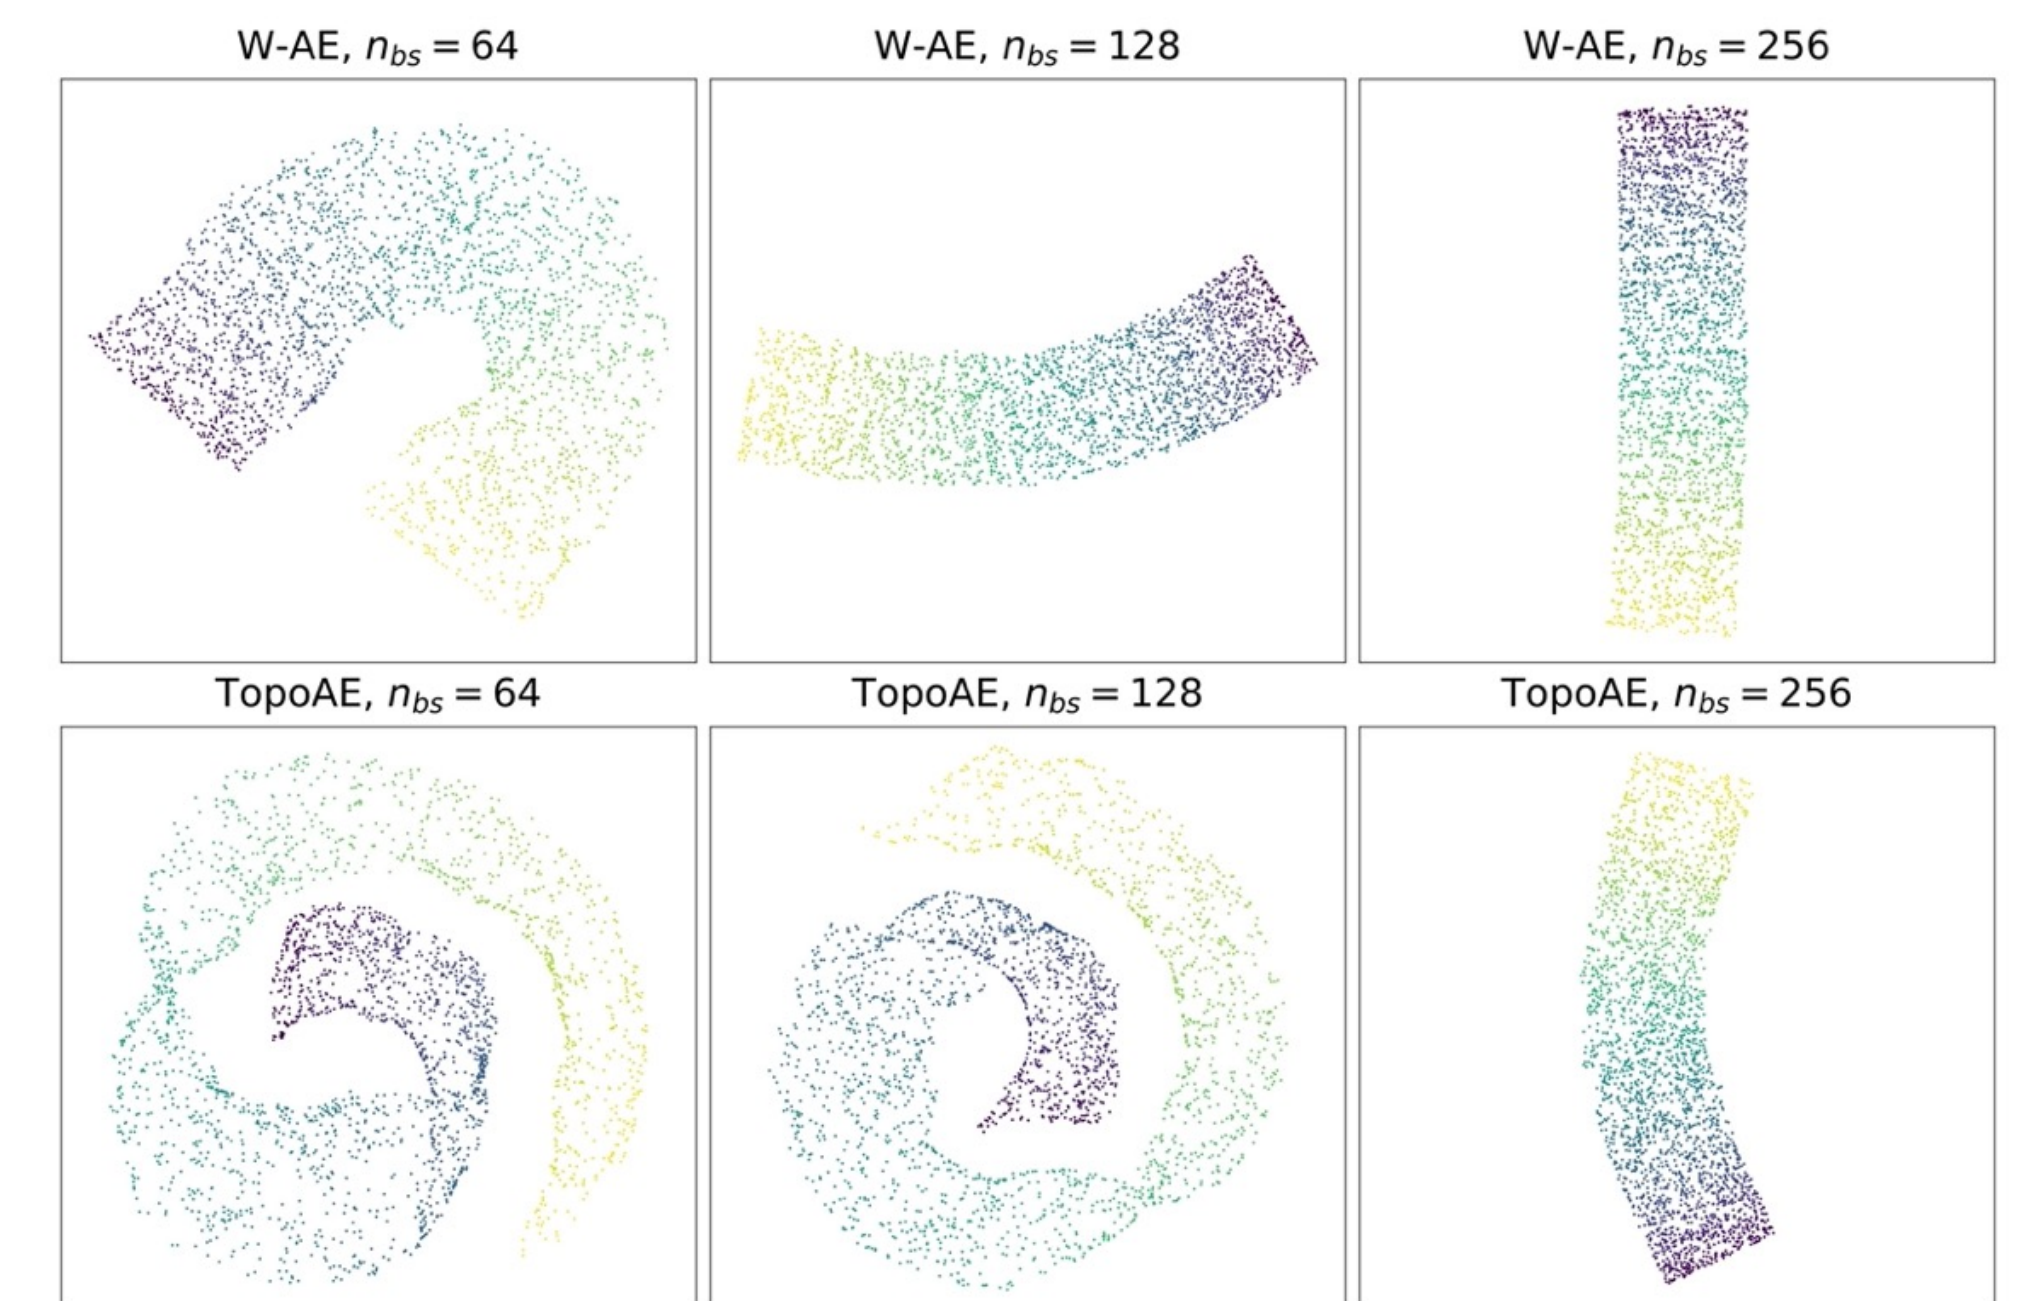 W-AE, n_bs = 64
W-AE, n_bs = 128
W-AE, n_bs = 256
TopoAE, n_bs = 64
TopoAE, n_bs = 128
TopoAE, n_bs = 256